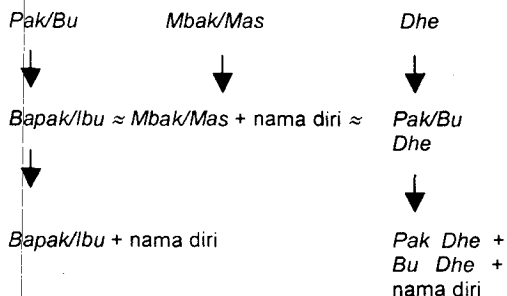 Pak/Bu Mbak/Mas Dhe
Bapak/Ibu ≈ Mbak/Mas + nama diri ≈ Pak/Bu
Dhe
Bapak/Ibu + nama diri Pak Dhe +
Bu Dhe +
nama diri